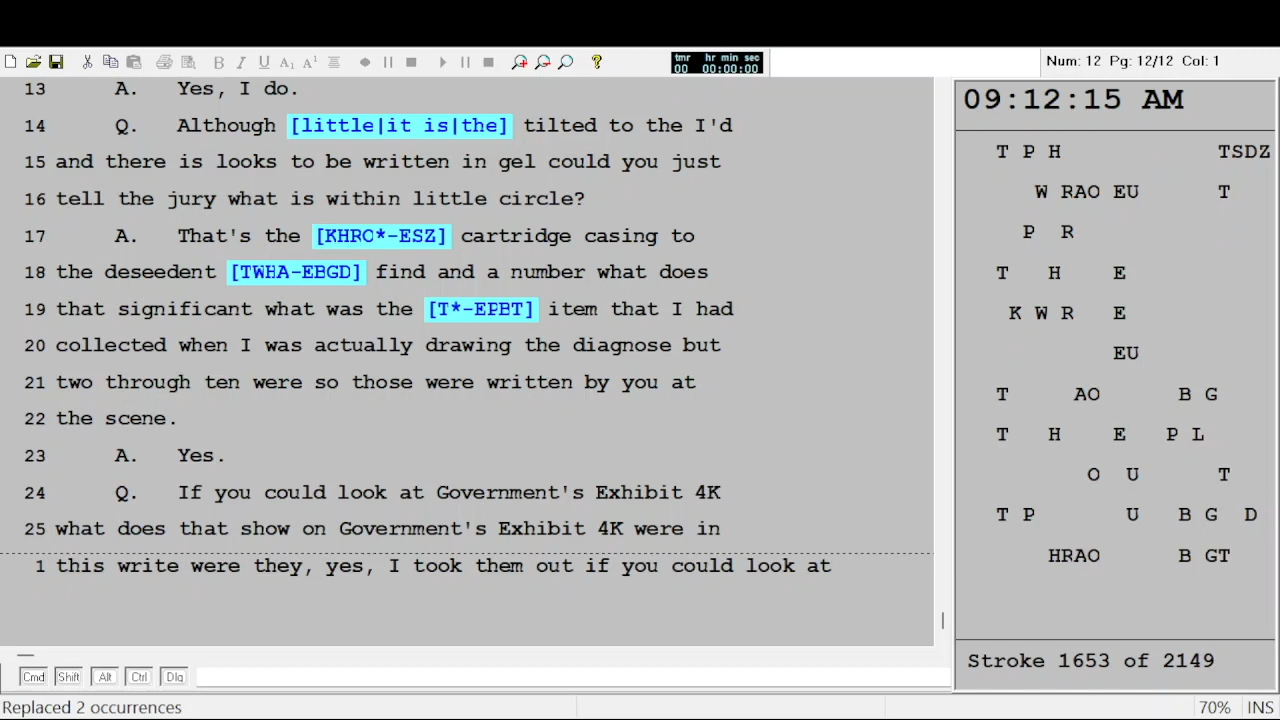 B I U A1 A1 ? tmr hr min sec Num: 12 Pg: 12/12 Col: 1
00 00:00:00
13 A. Yes, I do.
14 Q. Although [little|it is|the] tilted to the I'd
15 and there is looks to be written in gel could you just
16 tell the jury what is within little circle?
17 A. That's the [KHRO*-ESZ] cartridge casing to
18 the deseedent [TWHA-EBGD] find and a number what does
19 that significant what was the [T*-EPBT] item that I had
20 collected when I was actually drawing the diagnose but
21 two through ten were so those were written by you at
22 the scene.
23 A. Yes.
24 Q. If you could look at Government's Exhibit 4K
25 what does that show on Government's Exhibit 4K were in
1 this write were they, yes, I took them out if you could look at
09:12:15 AM
T P H TSDZ
W RAO EU T
P R
T H E
K W R E
EU
T AO B G
T H E P L
O U T
T P U B G D
HRAO B GT
Stroke 1653 of 2149
Cmd Shift Alt Ctrl Dlg
Replaced 2 occurrences 70% INS